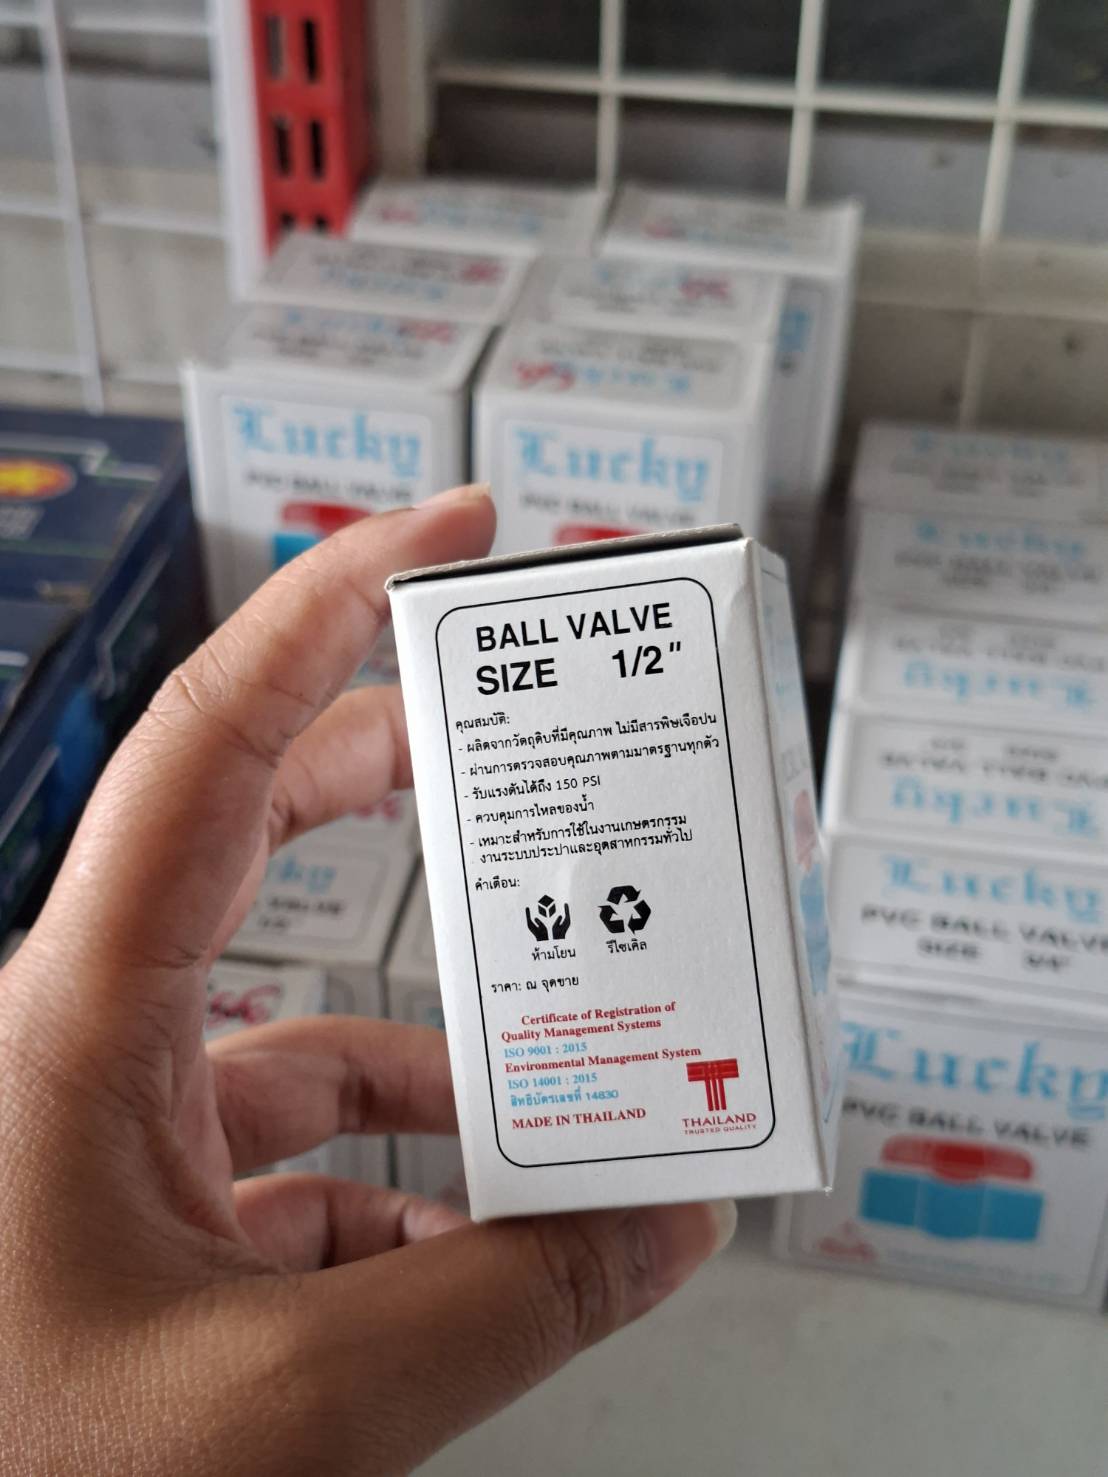 Lucky
PVC BALL VALVE
Lucky
PVC BALL VALVE
BALL VALVE
SIZE 1/2"
คุณสมบัติ:
- ผลิตจากวัตถุดิบที่มีคุณภาพ ไม่มีสารพิษเจือปน
- ผ่านการตรวจสอบคุณภาพตามมาตรฐานทุกตัว
- รับแรงดันได้ถึง 150 PSI
- ควบคุมการไหลของน้ำ
- เหมาะสำหรับการใช้ในงานเกษตรกรรม
งานระบบประปาและอุตสาหกรรมทั่วไป
คำเตือน:
ห้ามโยน รีไซเคิล
ราคา: ณ จุดขาย
Certificate of Registration of
Quality Management Systems
ISO 9001 : 2015
Environmental Management System
ISO 14001 : 2015
สิทธิบัตรเลขที่ 14830
MADE IN THAILAND
THAILAND
TRUSTED QUALITY
Lucky
PVC BALL VALVE
SIZE 3/4"
Lucky
PVC BALL VALVE